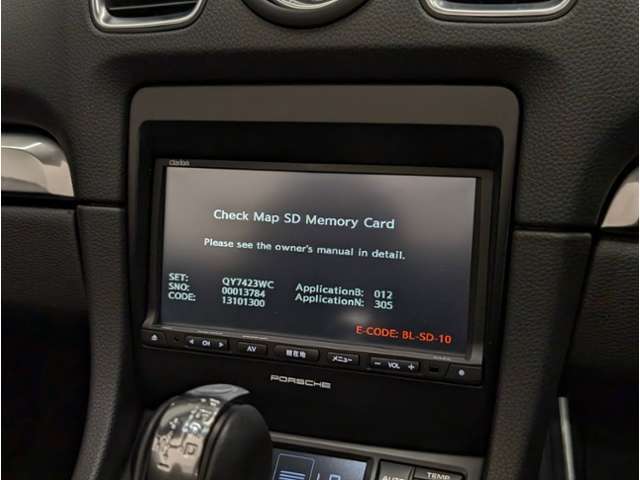 Clarion
Check Map SD Memory Card
Please see the owner's manual in detail.
SET: QY7423WC ApplicationB: 012
SNO: 00013784 ApplicationN: 305
CODE: 13101300
E-CODE: BL-SD-10
CH AV 現在地 メニュー − VOL +
PORSCHE
AUTO TEMP